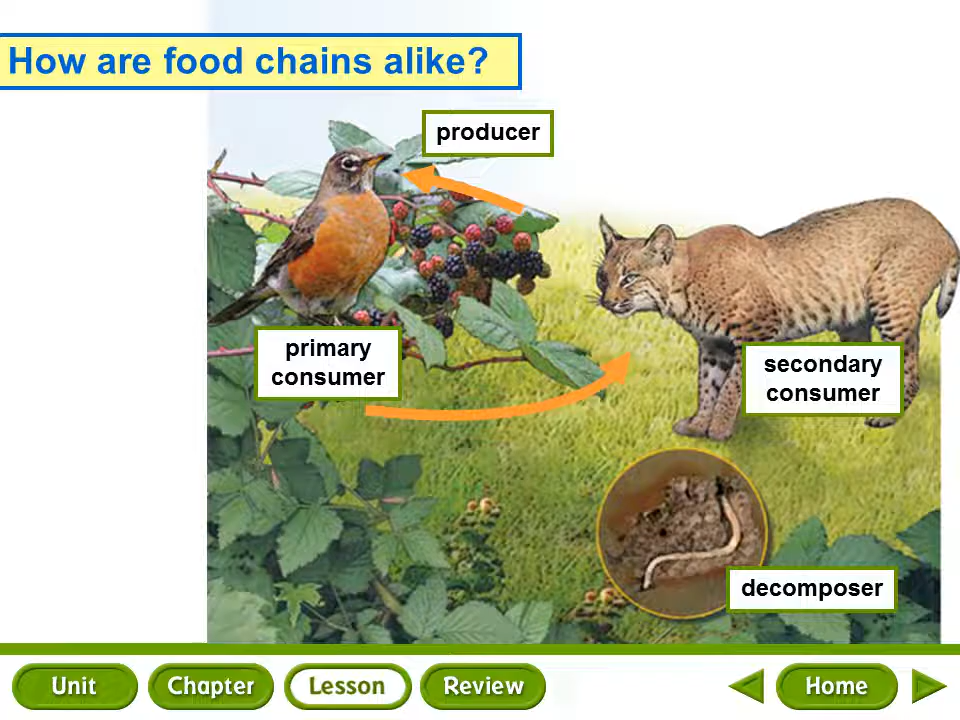 How are food chains alike?
producer
primary
consumer
secondary
consumer
decomposer
Unit
Chapter
Lesson
Review
Home